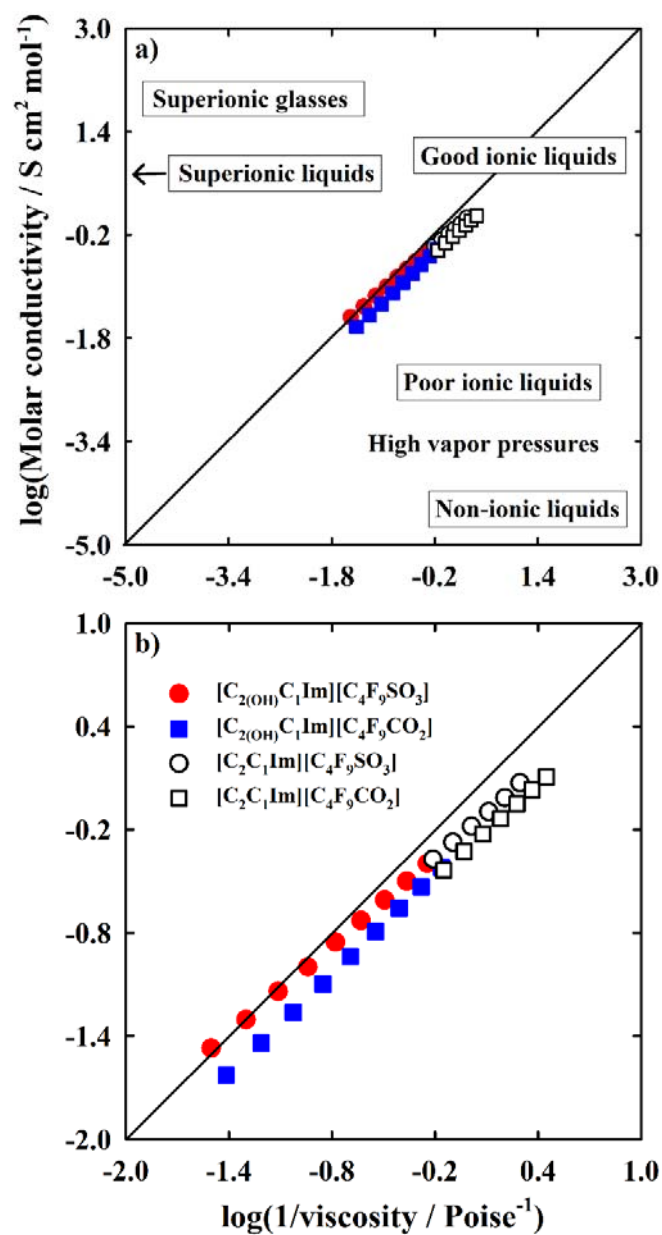 3.0
a)
Superionic glasses
1.4
Good ionic liquids
← Superionic liquids
-0.2
-1.8
Poor ionic liquids
-3.4
High vapor pressures
Non-ionic liquids
-5.0
-5.0 -3.4 -1.8 -0.2 1.4 3.0
log(Molar conductivity / S cm² mol⁻¹)
1.0
b)
[C₂₍OH₎C₁Im][C₄F₉SO₃]
0.4
[C₂₍OH₎C₁Im][C₄F₉CO₂]
[C₂C₁Im][C₄F₉SO₃]
[C₂C₁Im][C₄F₉CO₂]
-0.2
-0.8
-1.4
-2.0
-2.0 -1.4 -0.8 -0.2 0.4 1.0
log(1/viscosity / Poise⁻¹)